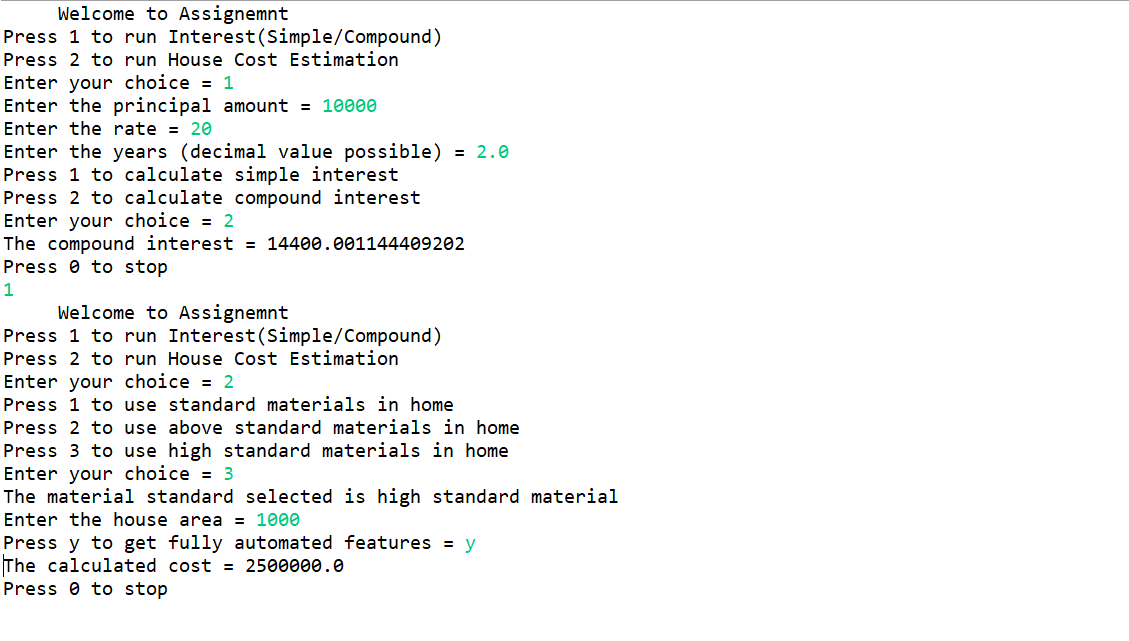 Welcome to Assignemnt
Press 1 to run Interest(Simple/Compound)
Press 2 to run House Cost Estimation
Enter your choice = 1
Enter the principal amount = 10000
Enter the rate = 20
Enter the years (decimal value possible) = 2.0
Press 1 to calculate simple interest
Press 2 to calculate compound interest
Enter your choice = 2
The compound interest = 14400.001144409202
Press 0 to stop
1
Welcome to Assignemnt
Press 1 to run Interest(Simple/Compound)
Press 2 to run House Cost Estimation
Enter your choice = 2
Press 1 to use standard materials in home
Press 2 to use above standard materials in home
Press 3 to use high standard materials in home
Enter your choice = 3
The material standard selected is high standard material
Enter the house area = 1000
Press y to get fully automated features = y
The calculated cost = 2500000.0
Press 0 to stop